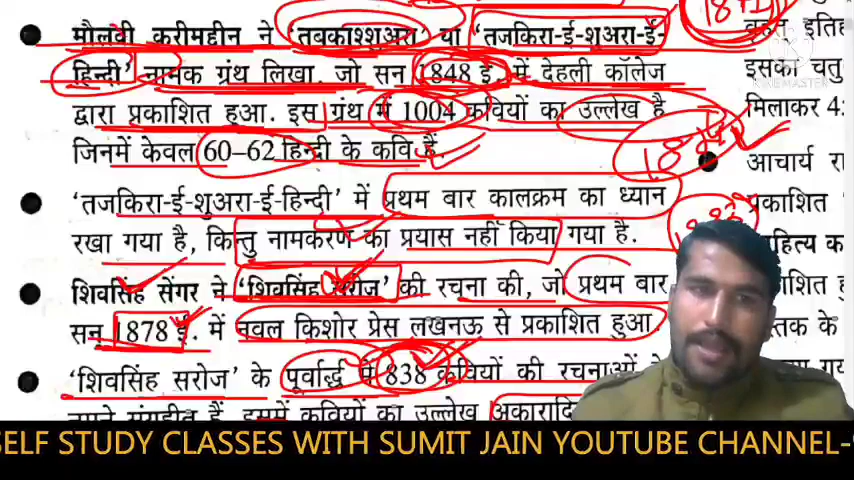 मौलवी करीमद्दीन ने 'तबकाश्शुअरा' या 'तजकिरा-ई-शुअरा-ई-
हिन्दी' नामक ग्रंथ लिखा. जो सन 1848 ई. में देहली कॉलेज
द्वारा प्रकाशित हुआ. इस ग्रंथ में 1004 कवियों का उल्लेख है
जिनमें केवल 60–62 हिन्दी के कवि हैं.
'तजकिरा-ई-शुअरा-ई-हिन्दी' में प्रथम बार कालक्रम का ध्यान
रखा गया है, किन्तु नामकरण का प्रयास नहीं किया गया है.
शिवसिंह सेंगर ने 'शिवसिंह सरोज' की रचना की, जो प्रथम बार
सन 1878 ई. में नवल किशोर प्रेस लखनऊ से प्रकाशित हुआ.
'शिवसिंह सरोज' के पूर्वार्द्ध में 838 कवियों की रचनाओं के
इसमें कवियों का उल्लेख अकारादि
इसका चतु
मिलाकर 4
आचार्य रा
प्रकाशित
KINEMASTER
SELF STUDY CLASSES WITH SUMIT JAIN YOUTUBE CHANNEL-